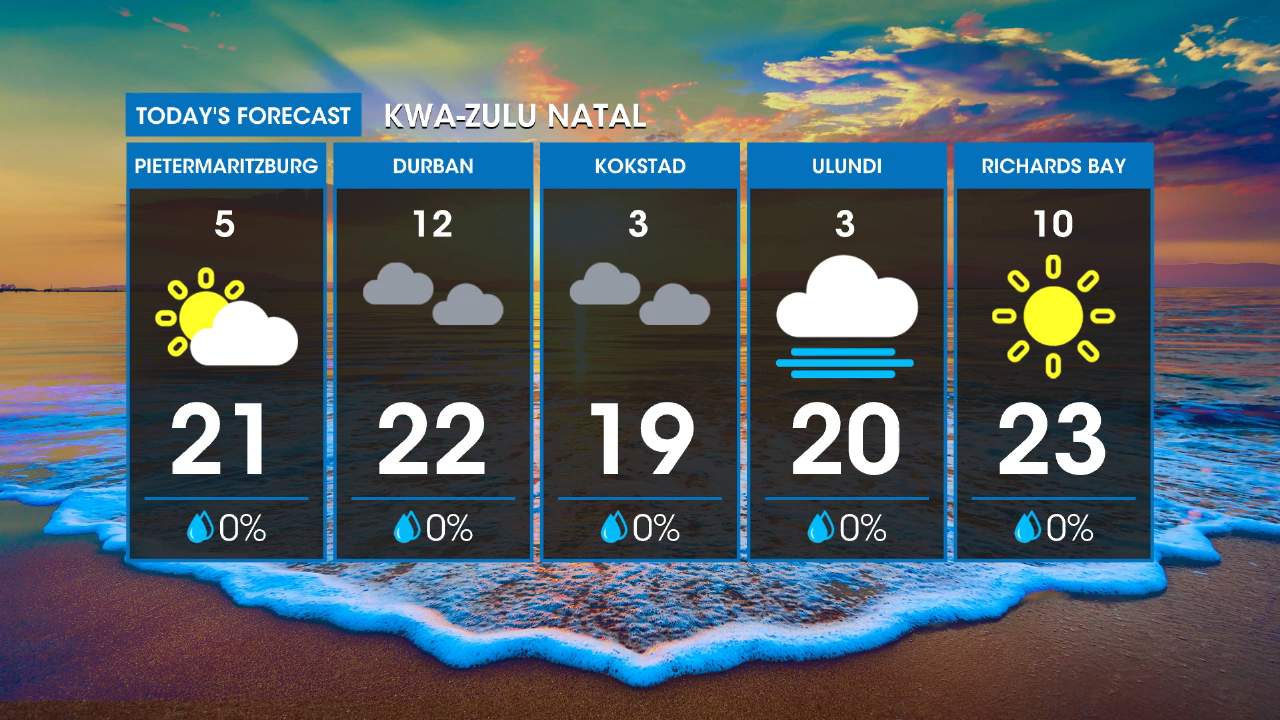 TODAY'S FORECAST KWA-ZULU NATAL
PIETERMARITZBURG DURBAN KOKSTAD ULUNDI RICHARDS BAY
5 12 3 3 10
21 22 19 20 23
0% 0% 0% 0% 0%